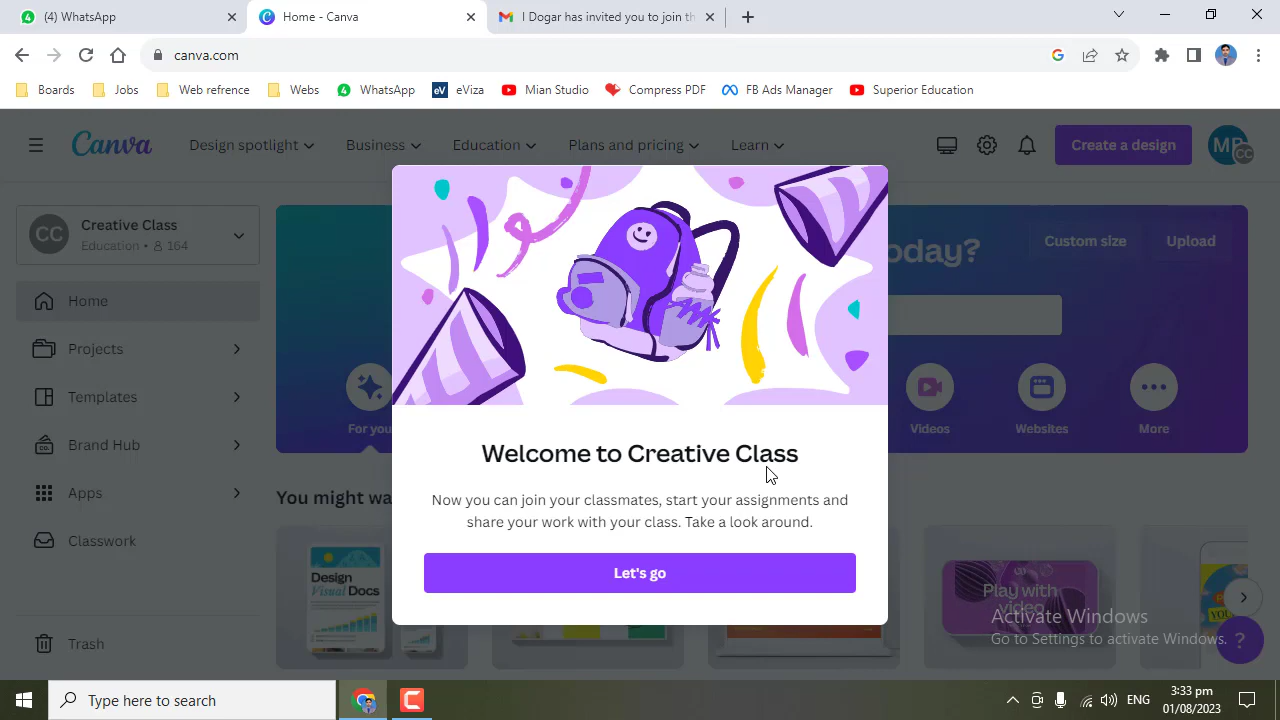 (4) WhatsApp
Home - Canva
I Dogar has invited you to join th
canva.com
Boards
Jobs
Web refrence
Webs
WhatsApp
eViza
Mian Studio
Compress PDF
FB Ads Manager
Superior Education
Canva
Design spotlight
Business
Education
Plans and pricing
Learn
Create a design
MP
CC
CC
Creative Class
Education • 164
oday?
Custom size
Upload
Home
Projects
Templates
Brand Hub
Apps
Classwork
Trash
For you
Videos
Websites
More
You might wa
Welcome to Creative Class
Now you can join your classmates, start your assignments and
share your work with your class. Take a look around.
Let's go
Design
Visual Docs
Play with
video
Activate Windows
Go to Settings to activate Windows.
?
Type here to search
ENG
3:33 pm
01/08/2023